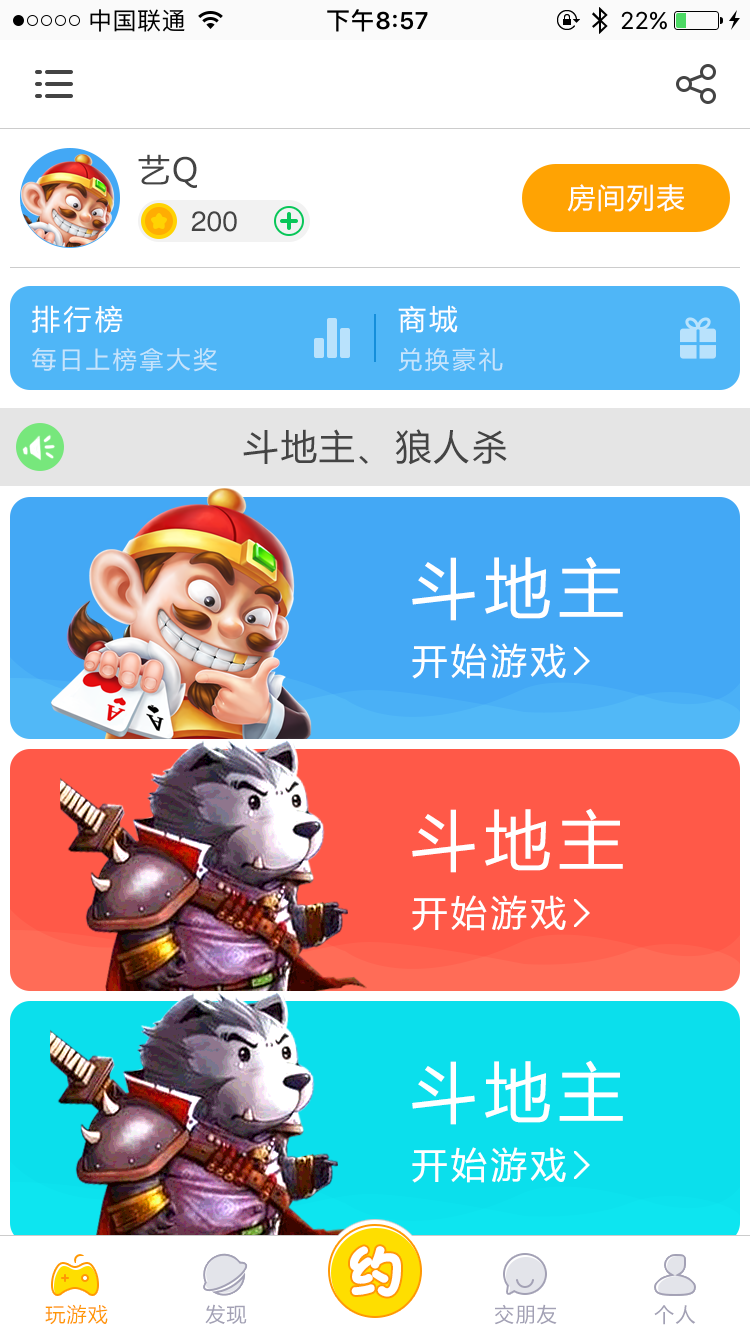 中国联通 下午8:57 22%
艺Q
200
房间列表
排行榜 商城
每日上榜拿大奖 兑换豪礼
斗地主、狼人杀
斗地主
开始游戏
A A
斗地主
开始游戏
斗地主
开始游戏
约
玩游戏 发现 交朋友 个人